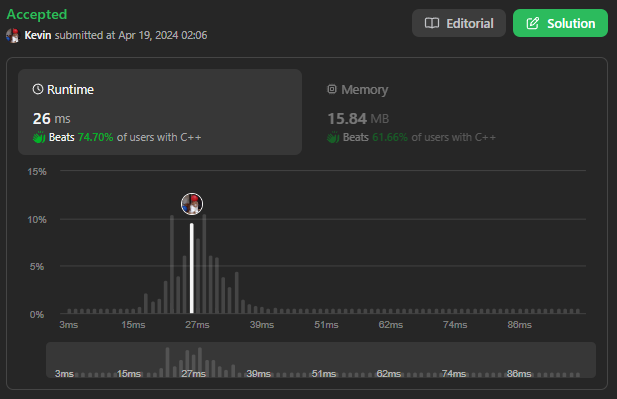 Accepted
Editorial
Solution
Kevin submitted at Apr 19, 2024 02:06
Runtime
Memory
26 ms
15.84 MB
Beats 74.70% of users with C++
Beats 61.66% of users with C++
15%
10%
5%
0%
3ms 15ms 27ms 39ms 51ms 62ms 74ms 86ms
3ms 15ms 27ms 39ms 51ms 62ms 74ms 86ms